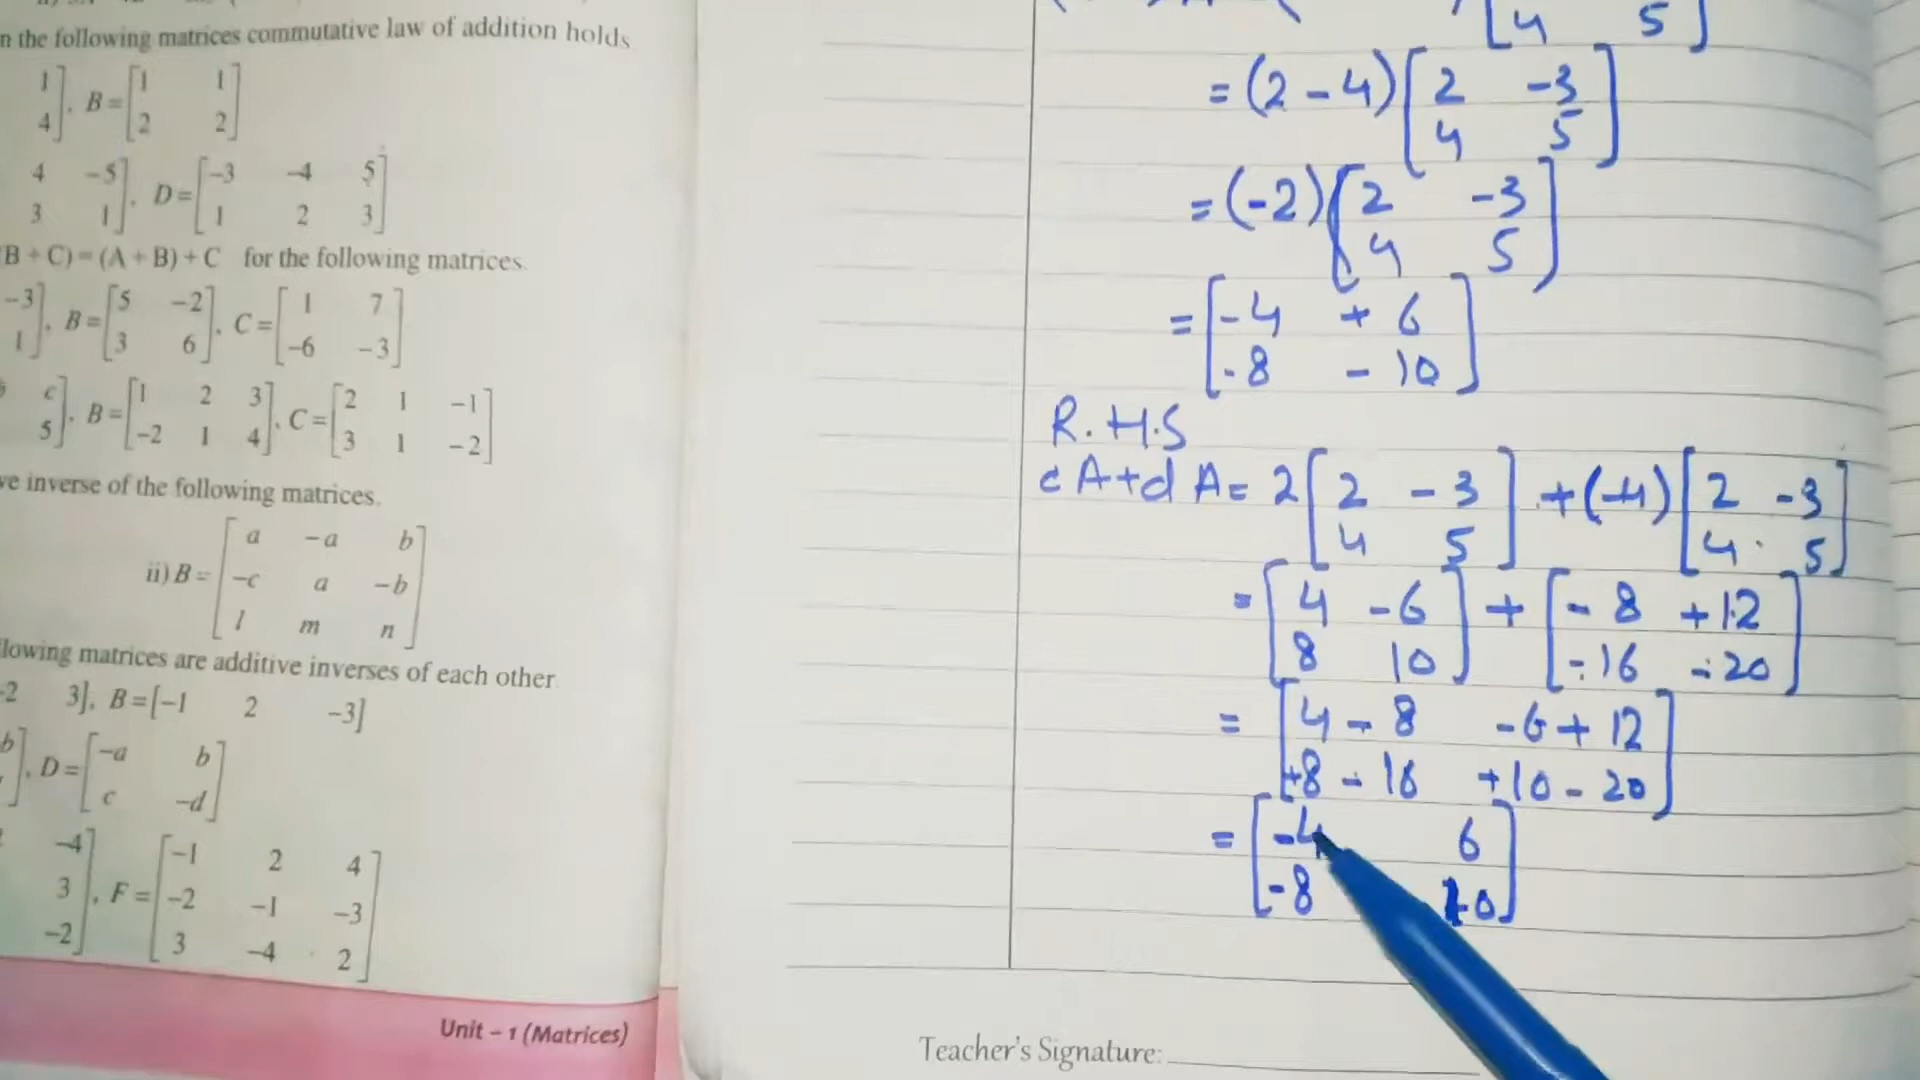 n the following matrices commutative law of addition holds
1 1 1
4], B = [2 2]
4 -5 -3 -4 5
3 1], D = [1 2 3]
B + C) = (A + B) + C for the following matrices.
-3 5 -2 1 7
1], B = [3 6], C = [-6 -3]
c 1 2 3 2 1 -1
5], B = [-2 1 4], C = [3 1 -2]
ve inverse of the following matrices.
a -a b
ii) B = [-c a -b]
l m n
lowing matrices are additive inverses of each other.
-2 3], B = [-1 2 -3]
b -a b
], D = [c -d]
-4 -1 2 4
3], F = [-2 -1 -3]
-2 3 -4 2
Unit – 1 (Matrices)
[4 5]
= (2 - 4) [2 -3
4 5]
= (-2) [2 -3
4 5]
= [-4 + 6
-8 - 10]
R.H.S
cA+dA = 2 [2 -3 + (-4) [2 -3
4 5] 4 5]
= [4 -6 + [-8 +12
8 10] -16 -20]
= [4 - 8 -6 + 12
+8 - 16 +10 - 20]
= [-4 6
-8 -10]
Teacher's Signature: